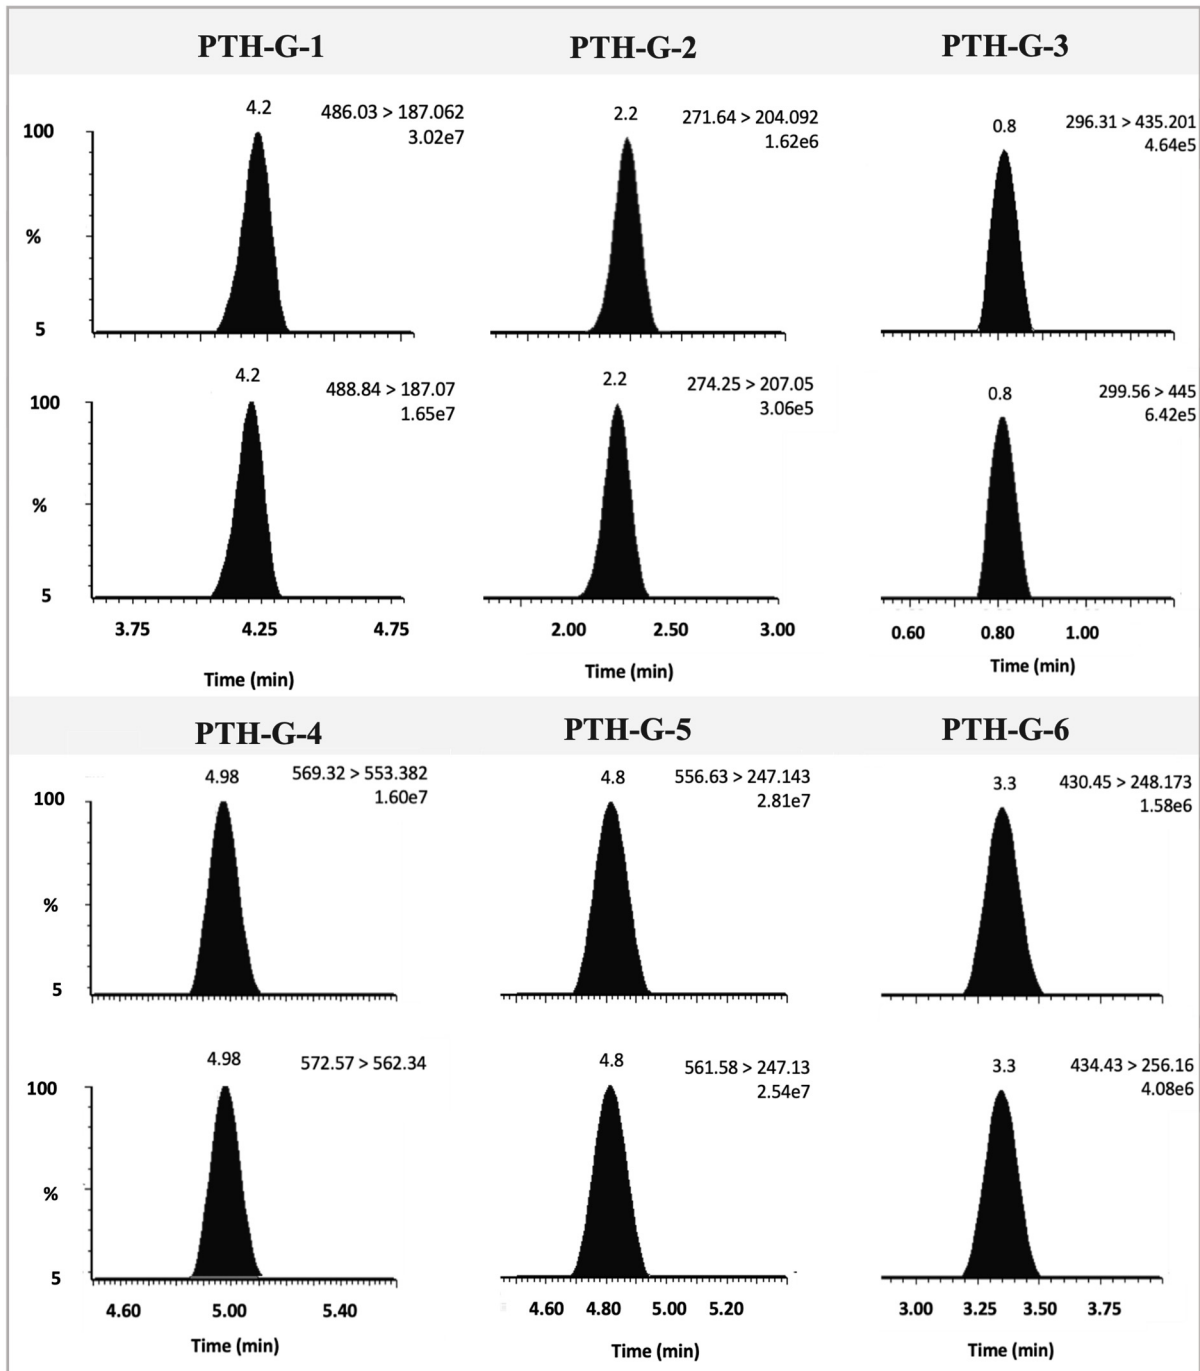 PTH-G-1
PTH-G-2
PTH-G-3
4.2
486.03 > 187.062
3.02e7
100
%
5
2.2
271.64 > 204.092
1.62e6
0.8
296.31 > 435.201
4.64e5
4.2
488.84 > 187.07
1.65e7
100
%
5
3.75
4.25
4.75
Time (min)
2.2
274.25 > 207.05
3.06e5
2.00
2.50
3.00
Time (min)
0.8
299.56 > 445
6.42e5
0.60
0.80
1.00
Time (min)
PTH-G-4
PTH-G-5
PTH-G-6
4.98
569.32 > 553.382
1.60e7
100
%
5
4.8
556.63 > 247.143
2.81e7
3.3
430.45 > 248.173
1.58e6
4.98
572.57 > 562.34
100
%
5
4.60
5.00
5.40
Time (min)
4.8
561.58 > 247.13
2.54e7
4.60
4.80
5.00
5.20
Time (min)
3.3
434.43 > 256.16
4.08e6
3.00
3.25
3.50
3.75
Time (min)